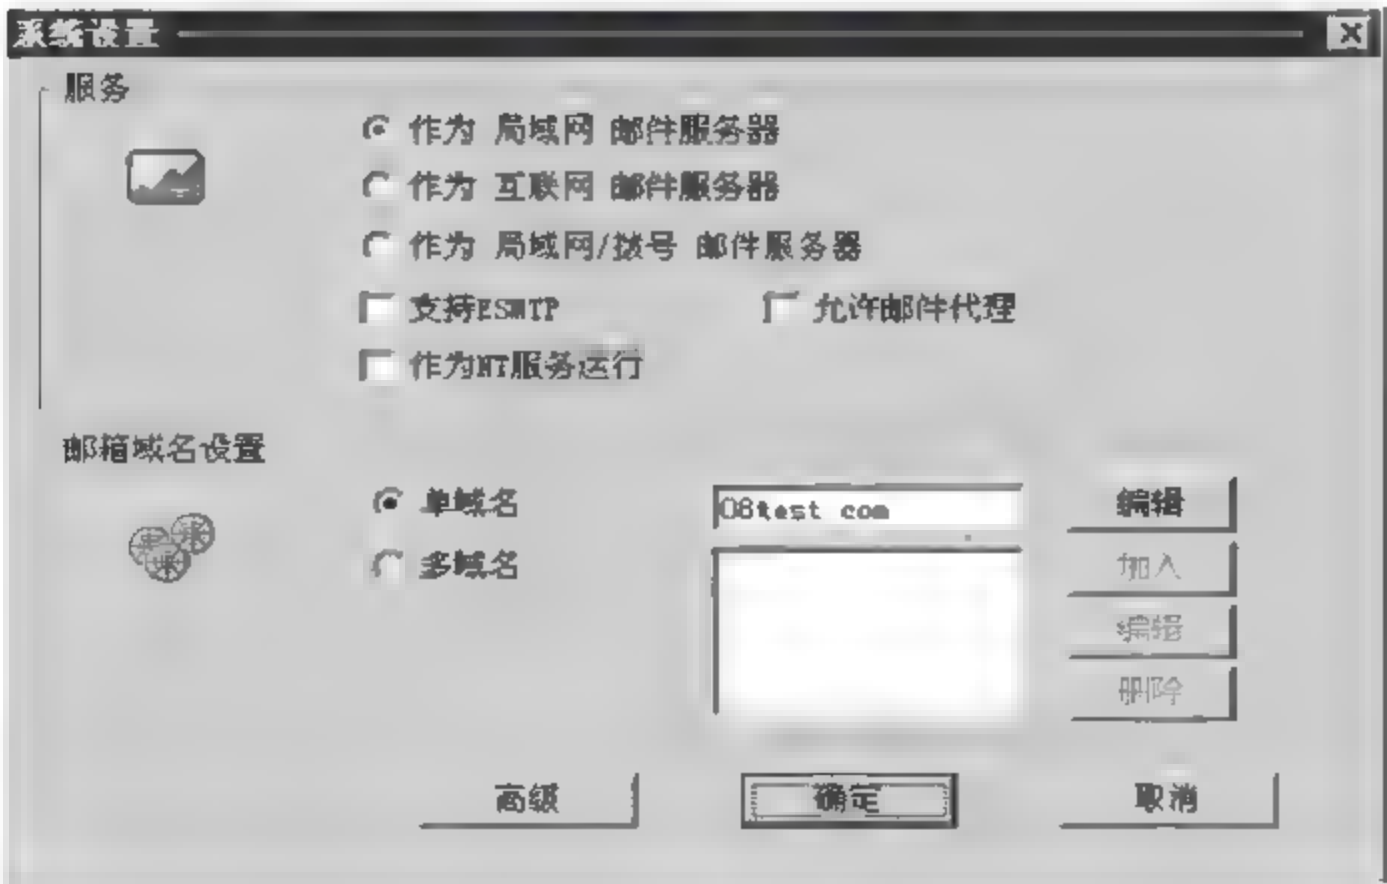 系统设置
服务
作为 局域网 邮件服务器
作为 互联网 邮件服务器
作为 局域网/拨号 邮件服务器
支持ESMTP 允许邮件代理
作为NT服务运行
邮箱域名设置
单域名 08test com 编辑
多域名 加入
编辑
删除
高级 确定 取消